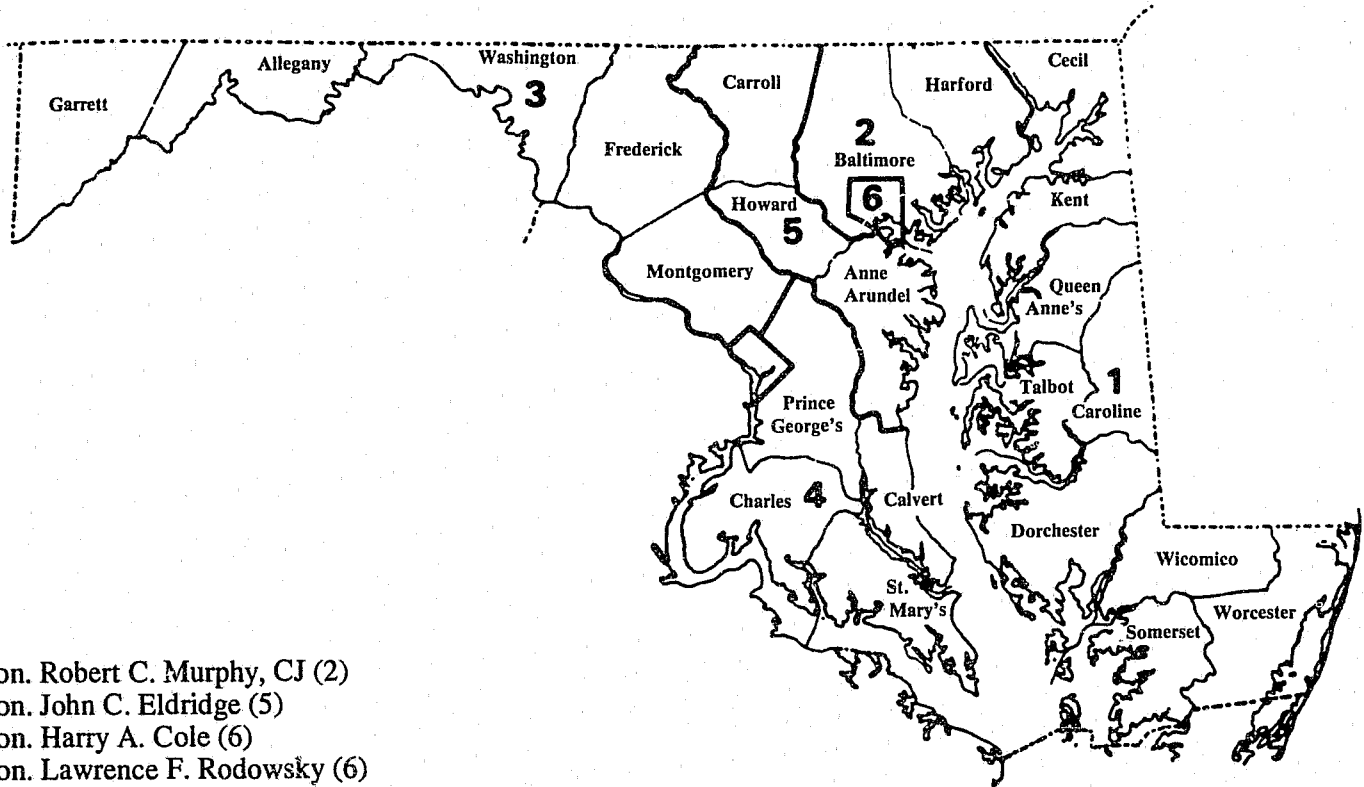 Garrett
Allegany
Washington
3
Frederick
Carroll
2
Baltimore
6
Harford
Cecil
Kent
Howard
5
Montgomery
Anne
Arundel
Queen
Anne's
Talbot
1
Caroline
Prince
George's
Charles 4
Calvert
St.
Mary's
Dorchester
Wicomico
Worcester
Somerset
on. Robert C. Murphy, CJ (2)
on. John C. Eldridge (5)
on. Harry A. Cole (6)
on. Lawrence F. Rodowsky (6)